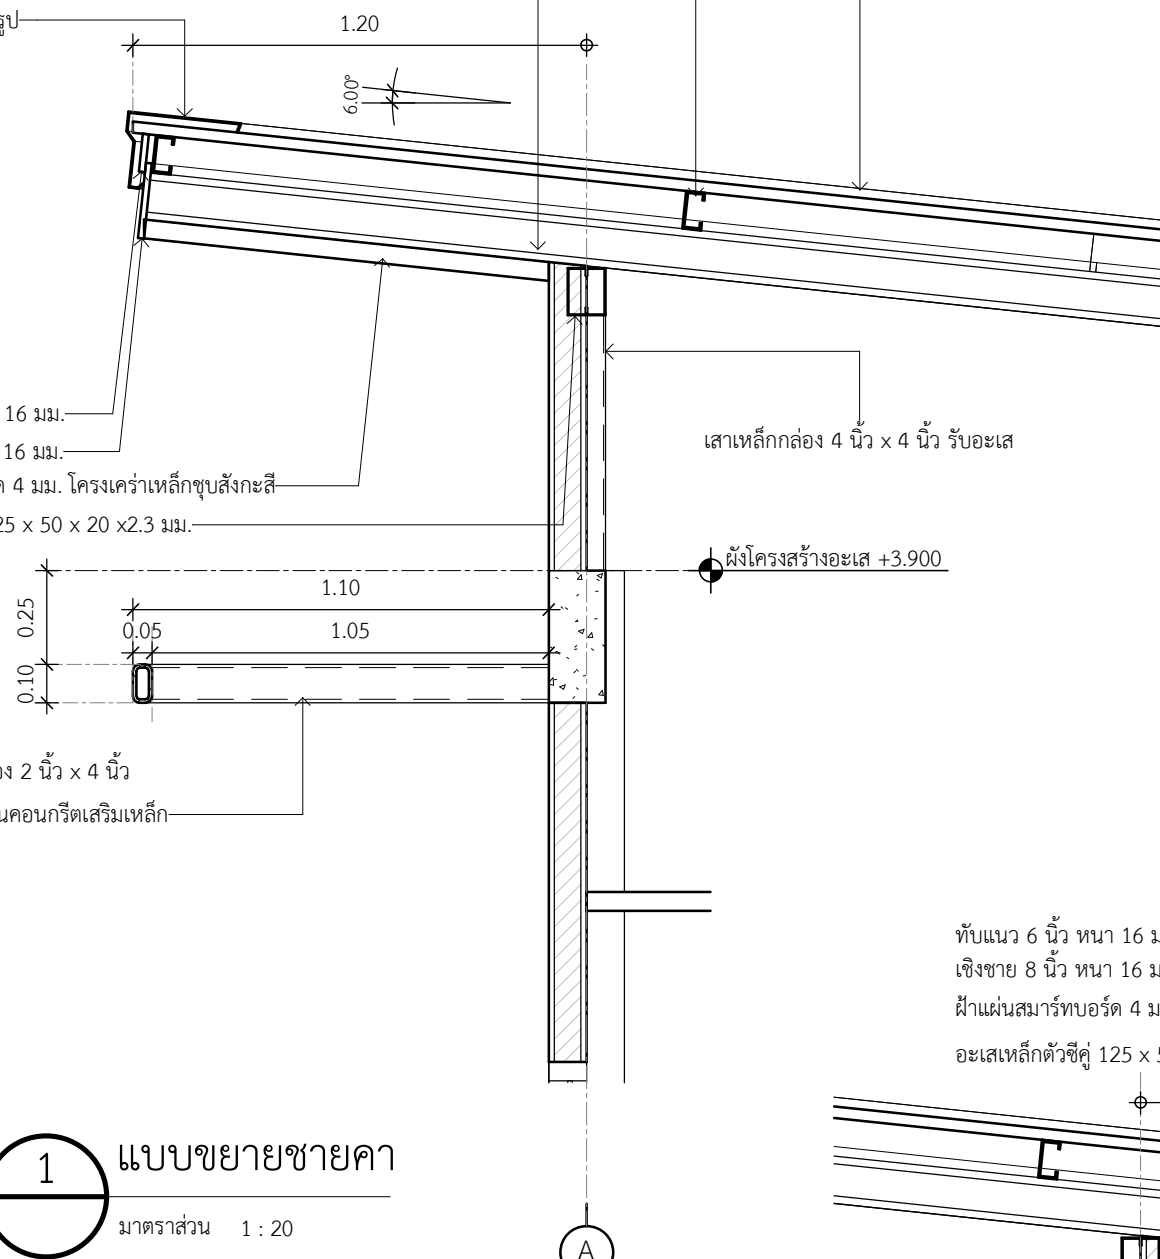 รูป
1.20
6.00°
16 มม.
16 มม.
4 มม. โครงเคร่าเหล็กชุบสังกะสี
25 x 50 x 20 x2.3 มม.
เสาเหล็กกล่อง 4 นิ้ว x 4 นิ้ว รับอะเส
ผังโครงสร้างอะเส +3.900
0.25
1.10
0.05
1.05
0.10
2 นิ้ว x 4 นิ้ว
คอนกรีตเสริมเหล็ก
ทับแนว 6 นิ้ว หนา 16 ม
เชิงชาย 8 นิ้ว หนา 16 ม
ฝ้าแผ่นสมาร์ทบอร์ด 4 ม
อะเสเหล็กตัวซีคู่ 125 x 5
1
แบบขยายชายคา
มาตราส่วน 1 : 20
A